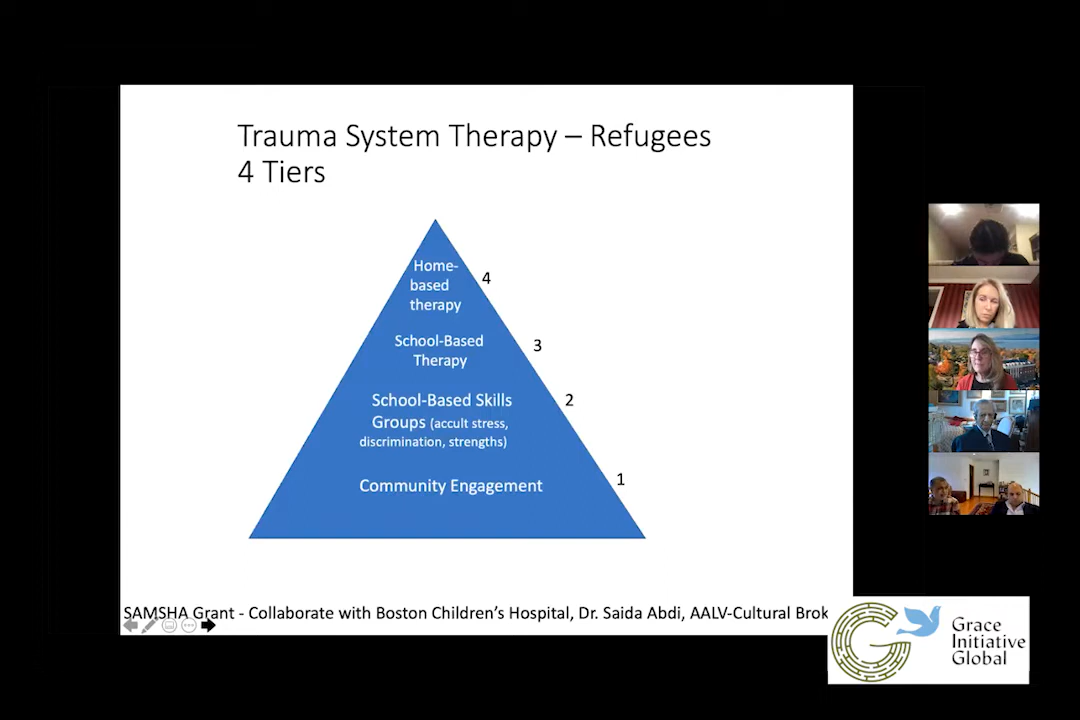 Trauma System Therapy – Refugees
4 Tiers
Home-
based
therapy
4
School-Based
Therapy
3
School-Based Skills
Groups (accult stress,
discrimination, strengths)
2
Community Engagement
1
SAMSHA Grant - Collaborate with Boston Children's Hospital, Dr. Saida Abdi, AALV-Cultural Brok
Grace
Initiative
Global